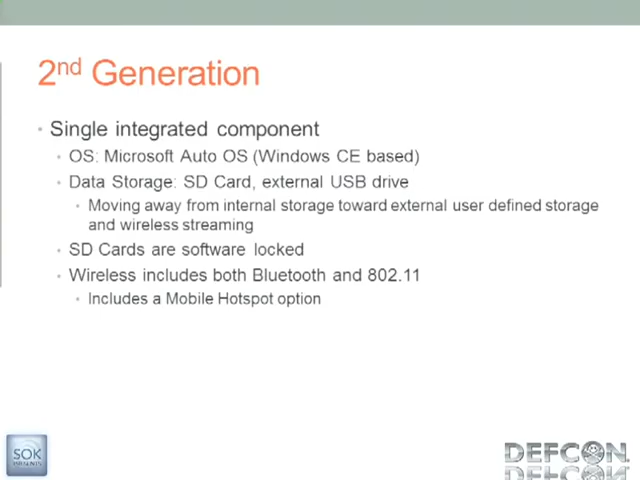 2nd Generation
• Single integrated component
• OS: Microsoft Auto OS (Windows CE based)
• Data Storage: SD Card, external USB drive
• Moving away from internal storage toward external user defined storage
and wireless streaming
• SD Cards are software locked
• Wireless includes both Bluetooth and 802.11
• Includes a Mobile Hotspot option
SOK
PRESENTS
DEFCON